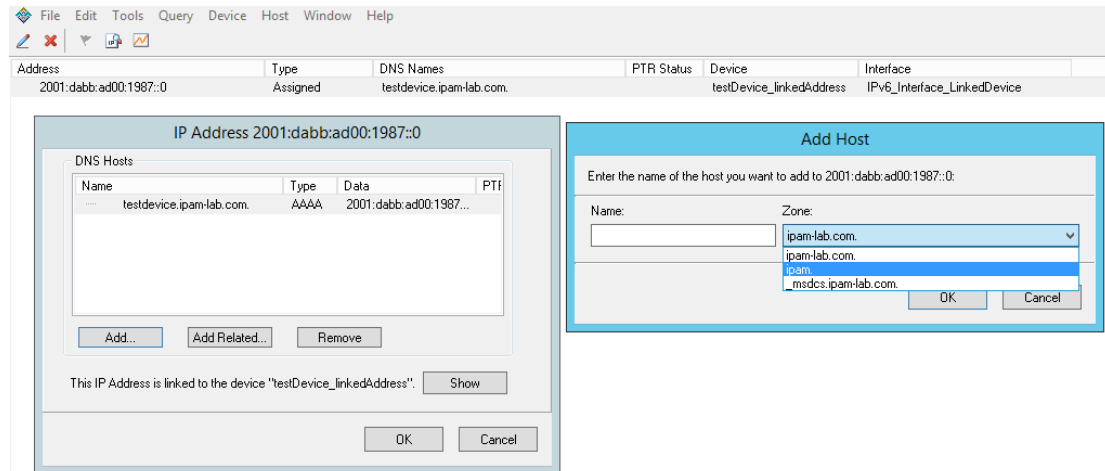 File Edit Tools Query Device Host Window Help
Address Type DNS Names PTR Status Device Interface
2001:dabb:ad00:1987::0 Assigned testdevice.ipam-lab.com. testDevice_linkedAddress IPv6_Interface_LinkedDevice
IP Address 2001:dabb:ad00:1987::0
DNS Hosts
Name Type Data PTF
testdevice.ipam-lab.com. AAAA 2001:dabb:ad00:1987...
Add... Add Related... Remove
This IP Address is linked to the device "testDevice_linkedAddress". Show
OK Cancel
Add Host
Enter the name of the host you want to add to 2001:dabb:ad00:1987::0:
Name: Zone:
ipam-lab.com.
ipam-lab.com.
ipam.
_msdcs.ipam-lab.com.
OK Cancel